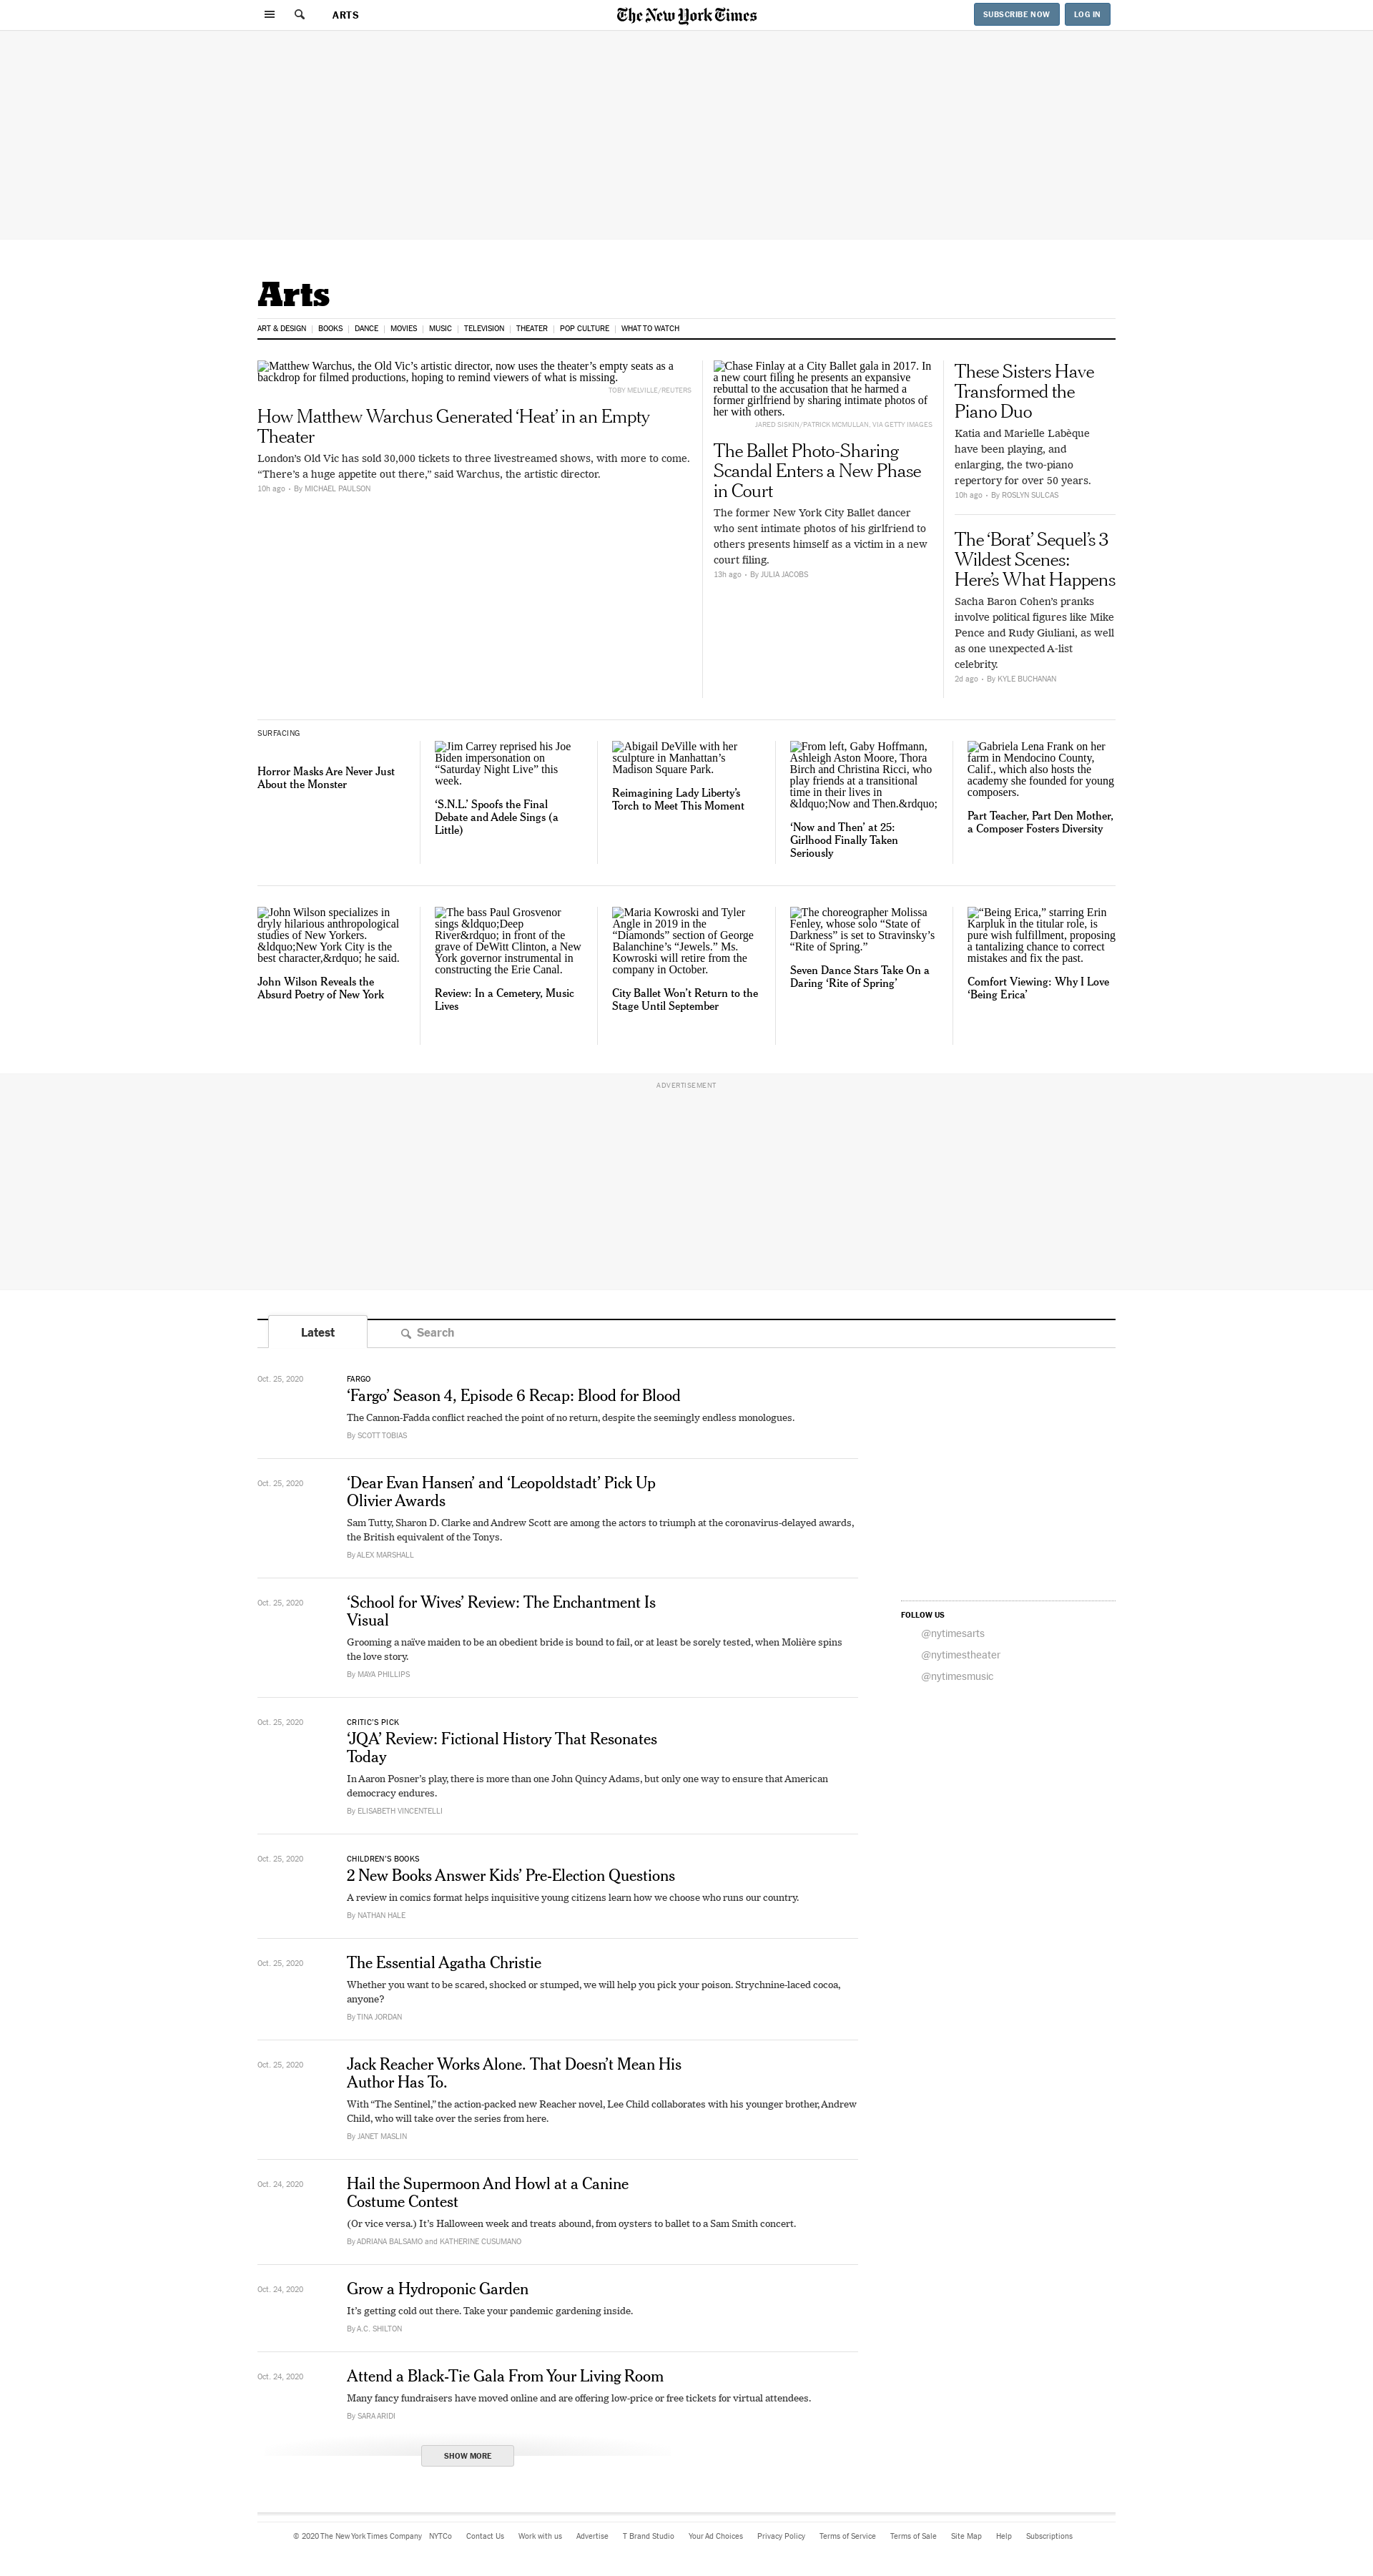 ARTS
The New York Times
SUBSCRIBE NOW
LOG IN
Arts
ART & DESIGN
BOOKS
DANCE
MOVIES
MUSIC
TELEVISION
THEATER
POP CULTURE
WHAT TO WATCH
Matthew Warchus, the Old Vic’s artistic director, now uses the theater’s empty seats as a
backdrop for filmed productions, hoping to remind viewers of what is missing.
TOBY MELVILLE/REUTERS
How Matthew Warchus Generated ‘Heat’ in an Empty
Theater
London’s Old Vic has sold 30,000 tickets to three livestreamed shows, with more to come.
“There’s a huge appetite out there,” said Warchus, the artistic director.
10h ago • By MICHAEL PAULSON
Chase Finlay at a City Ballet gala in 2017. In
a new court filing he presents an expansive
rebuttal to the accusation that he harmed a
former girlfriend by sharing intimate photos of
her with others.
JARED SISKIN/PATRICK MCMULLAN, VIA GETTY IMAGES
The Ballet Photo-Sharing
Scandal Enters a New Phase
in Court
The former New York City Ballet dancer
who sent intimate photos of his girlfriend to
others presents himself as a victim in a new
court filing.
13h ago • By JULIA JACOBS
These Sisters Have
Transformed the
Piano Duo
Katia and Marielle Labèque
have been playing, and
enlarging, the two-piano
repertory for over 50 years.
10h ago • By ROSLYN SULCAS
The ‘Borat’ Sequel’s 3
Wildest Scenes:
Here’s What Happens
Sacha Baron Cohen’s pranks
involve political figures like Mike
Pence and Rudy Giuliani, as well
as one unexpected A-list
celebrity.
2d ago • By KYLE BUCHANAN
SURFACING
Horror Masks Are Never Just
About the Monster
Jim Carrey reprised his Joe
Biden impersonation on
“Saturday Night Live” this
week.
‘S.N.L.’ Spoofs the Final
Debate and Adele Sings (a
Little)
Abigail DeVille with her
sculpture in Manhattan’s
Madison Square Park.
Reimagining Lady Liberty’s
Torch to Meet This Moment
From left, Gaby Hoffmann,
Ashleigh Aston Moore, Thora
Birch and Christina Ricci, who
play friends at a transitional
time in their lives in
&ldquo;Now and Then.&rdquo;
‘Now and Then’ at 25:
Girlhood Finally Taken
Seriously
Gabriela Lena Frank on her
farm in Mendocino County,
Calif., which also hosts the
academy she founded for young
composers.
Part Teacher, Part Den Mother,
a Composer Fosters Diversity
John Wilson specializes in
dryly hilarious anthropological
studies of New Yorkers.
&ldquo;New York City is the
best character,&rdquo; he said.
John Wilson Reveals the
Absurd Poetry of New York
The bass Paul Grosvenor
sings &ldquo;Deep
River&rdquo; in front of the
grave of DeWitt Clinton, a New
York governor instrumental in
constructing the Erie Canal.
Review: In a Cemetery, Music
Lives
Maria Kowroski and Tyler
Angle in 2019 in the
“Diamonds” section of George
Balanchine’s “Jewels.” Ms.
Kowroski will retire from the
company in October.
City Ballet Won’t Return to the
Stage Until September
The choreographer Molissa
Fenley, whose solo “State of
Darkness” is set to Stravinsky’s
“Rite of Spring.”
Seven Dance Stars Take On a
Daring ‘Rite of Spring’
“Being Erica,” starring Erin
Karpluk in the titular role, is
pure wish fulfillment, proposing
a tantalizing chance to correct
mistakes and fix the past.
Comfort Viewing: Why I Love
‘Being Erica’
ADVERTISEMENT
Latest
Search
Oct. 25, 2020
FARGO
‘Fargo’ Season 4, Episode 6 Recap: Blood for Blood
The Cannon-Fadda conflict reached the point of no return, despite the seemingly endless monologues.
By SCOTT TOBIAS
Oct. 25, 2020
‘Dear Evan Hansen’ and ‘Leopoldstadt’ Pick Up
Olivier Awards
Sam Tutty, Sharon D. Clarke and Andrew Scott are among the actors to triumph at the coronavirus-delayed awards,
the British equivalent of the Tonys.
By ALEX MARSHALL
Oct. 25, 2020
‘School for Wives’ Review: The Enchantment Is
Visual
Grooming a naïve maiden to be an obedient bride is bound to fail, or at least be sorely tested, when Molière spins
the love story.
By MAYA PHILLIPS
FOLLOW US
@nytimesarts
@nytimestheater
@nytimesmusic
Oct. 25, 2020
CRITIC’S PICK
‘JQA’ Review: Fictional History That Resonates
Today
In Aaron Posner’s play, there is more than one John Quincy Adams, but only one way to ensure that American
democracy endures.
By ELISABETH VINCENTELLI
Oct. 25, 2020
CHILDREN’S BOOKS
2 New Books Answer Kids’ Pre-Election Questions
A review in comics format helps inquisitive young citizens learn how we choose who runs our country.
By NATHAN HALE
Oct. 25, 2020
The Essential Agatha Christie
Whether you want to be scared, shocked or stumped, we will help you pick your poison. Strychnine-laced cocoa,
anyone?
By TINA JORDAN
Oct. 25, 2020
Jack Reacher Works Alone. That Doesn’t Mean His
Author Has To.
With “The Sentinel,” the action-packed new Reacher novel, Lee Child collaborates with his younger brother, Andrew
Child, who will take over the series from here.
By JANET MASLIN
Oct. 24, 2020
Hail the Supermoon And Howl at a Canine
Costume Contest
(Or vice versa.) It’s Halloween week and treats abound, from oysters to ballet to a Sam Smith concert.
By ADRIANA BALSAMO and KATHERINE CUSUMANO
Oct. 24, 2020
Grow a Hydroponic Garden
It’s getting cold out there. Take your pandemic gardening inside.
By A.C. SHILTON
Oct. 24, 2020
Attend a Black-Tie Gala From Your Living Room
Many fancy fundraisers have moved online and are offering low-price or free tickets for virtual attendees.
By SARA ARIDI
SHOW MORE
© 2020 The New York Times Company
NYTCo
Contact Us
Work with us
Advertise
T Brand Studio
Your Ad Choices
Privacy Policy
Terms of Service
Terms of Sale
Site Map
Help
Subscriptions